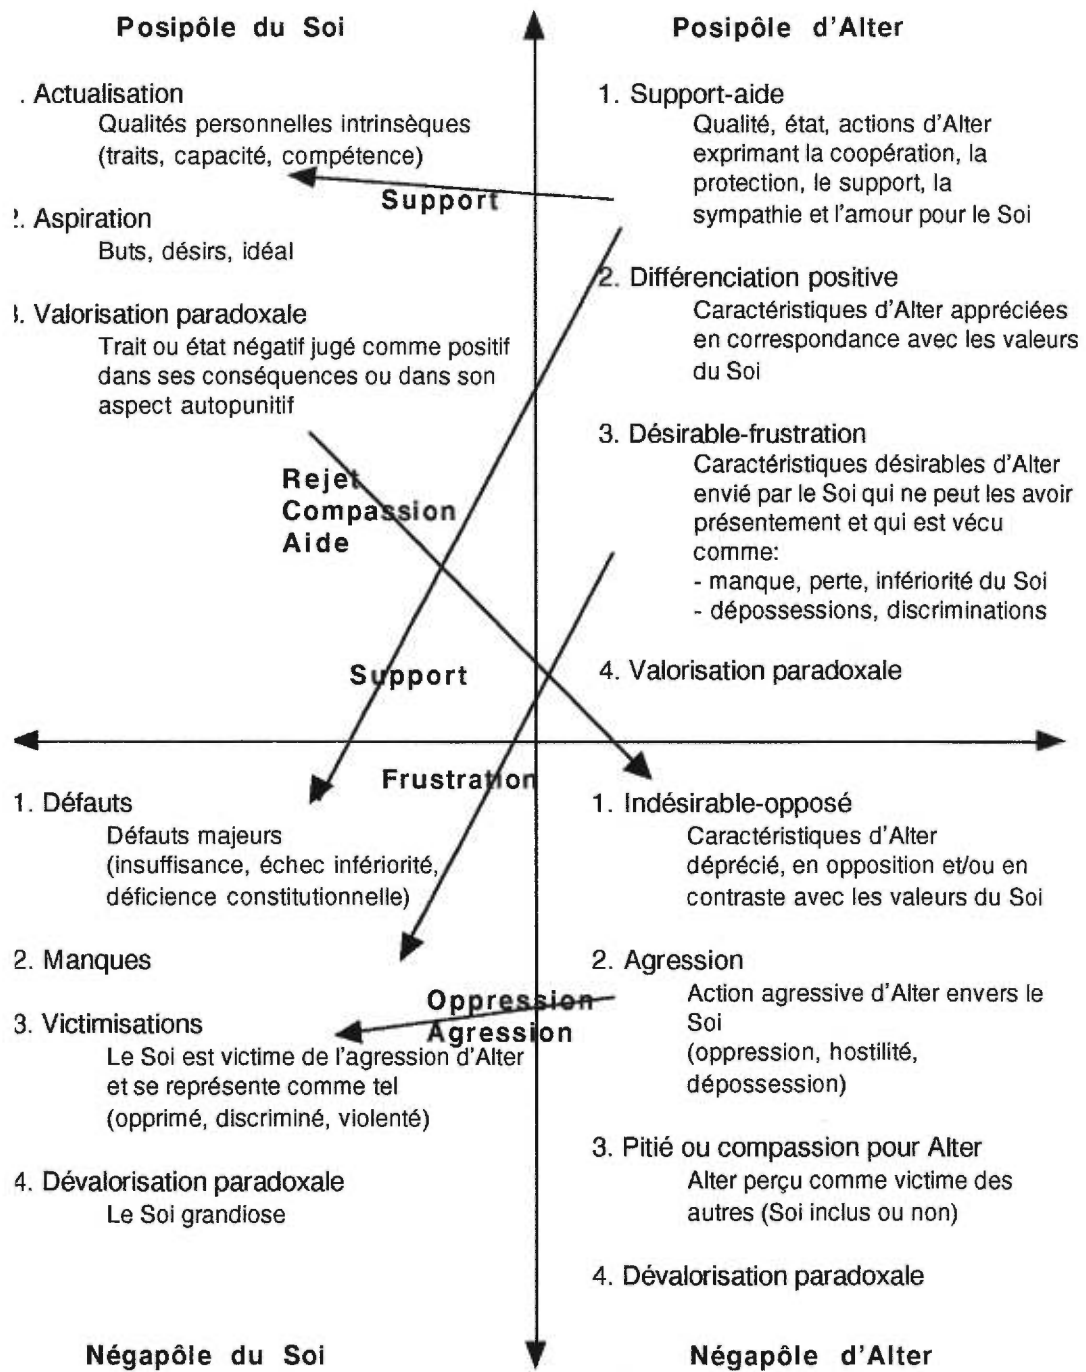 Posipôle du Soi
. Actualisation
Qualités personnelles intrinsèques
(traits, capacité, compétence)
Support
2. Aspiration
Buts, désirs, idéal
3. Valorisation paradoxale
Trait ou état négatif jugé comme positif
dans ses conséquences ou dans son
aspect autopunitif
Rejet
Compassion
Aide
Support
Posipôle d'Alter
1. Support-aide
Qualité, état, actions d'Alter
exprimant la coopération, la
protection, le support, la
sympathie et l'amour pour le Soi
2. Différenciation positive
Caractéristiques d'Alter appréciées
en correspondance avec les valeurs
du Soi
3. Désirable-frustration
Caractéristiques désirables d'Alter
envié par le Soi qui ne peut les avoir
présentement et qui est vécu
comme:
- manque, perte, infériorité du Soi
- dépossessions, discriminations
4. Valorisation paradoxale
Frustration
1. Défauts
Défauts majeurs
(insuffisance, échec infériorité,
déficience constitutionnelle)
2. Manques
Oppression
Agression
3. Victimisations
Le Soi est victime de l'agression d'Alter
et se représente comme tel
(opprimé, discriminé, violenté)
4. Dévalorisation paradoxale
Le Soi grandiose
Négapôle du Soi
1. Indésirable-opposé
Caractéristiques d'Alter
déprécié, en opposition et/ou en
contraste avec les valeurs du Soi
2. Agression
Action agressive d'Alter envers le
Soi
(oppression, hostilité,
dépossession)
3. Pitié ou compassion pour Alter
Alter perçu comme victime des
autres (Soi inclus ou non)
4. Dévalorisation paradoxale
Négapôle d'Alter